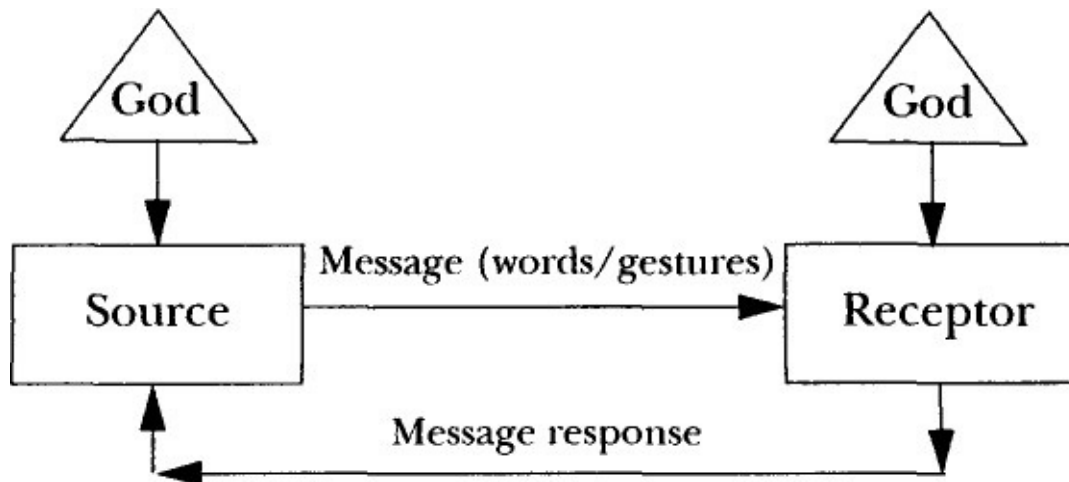 God
God
Message (words/gestures)
Source
Receptor
Message response